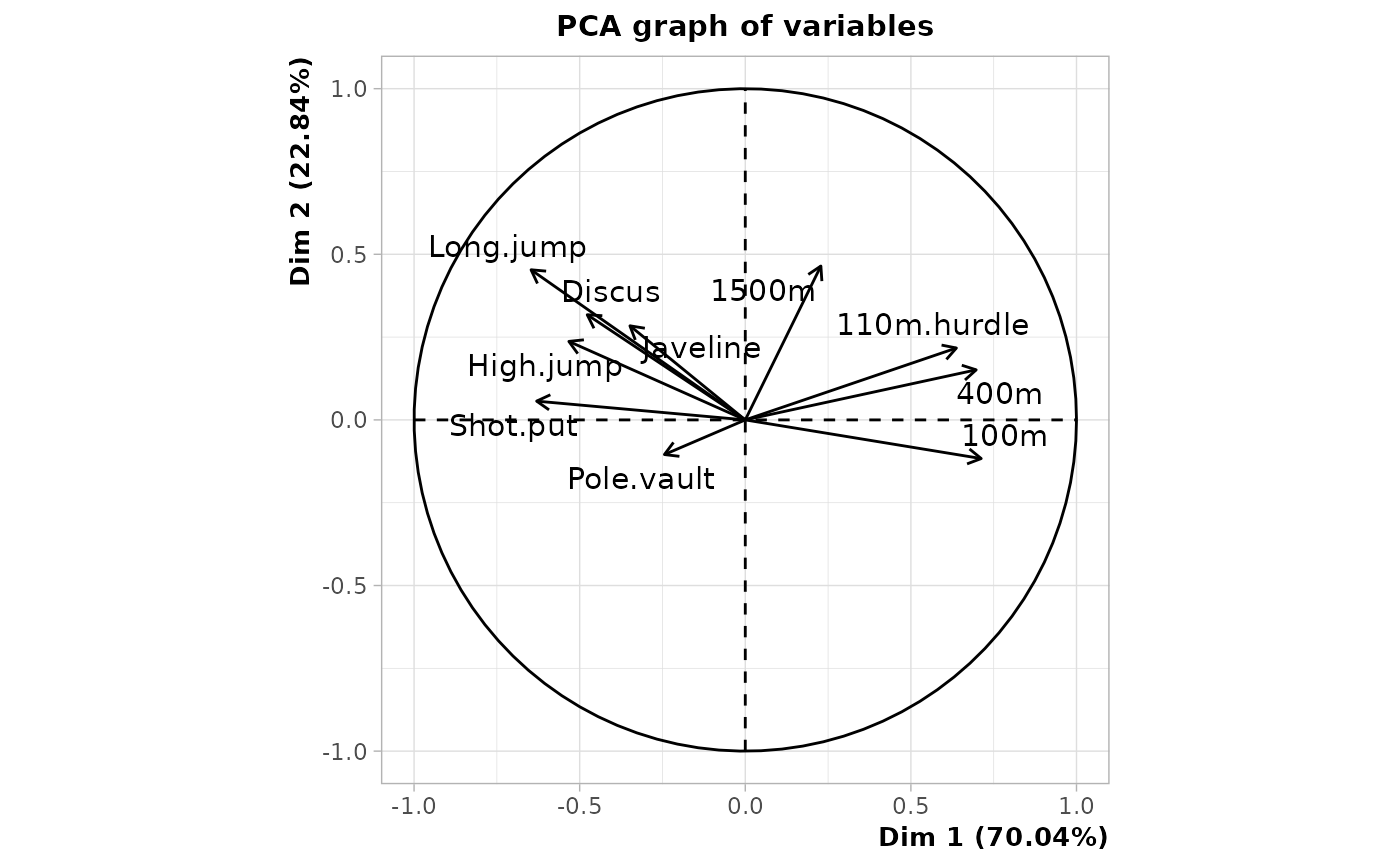 PCA graph of variables
Dim 2 (22.84%)
1.0
0.5
0.0
-0.5
-1.0
Long.jump
Discus
1500m
110m.hurdle
Javeline
High.jump
400m
Shot.put
100m
Pole.vault
-1.0
-0.5
0.0
0.5
1.0
Dim 1 (70.04%)